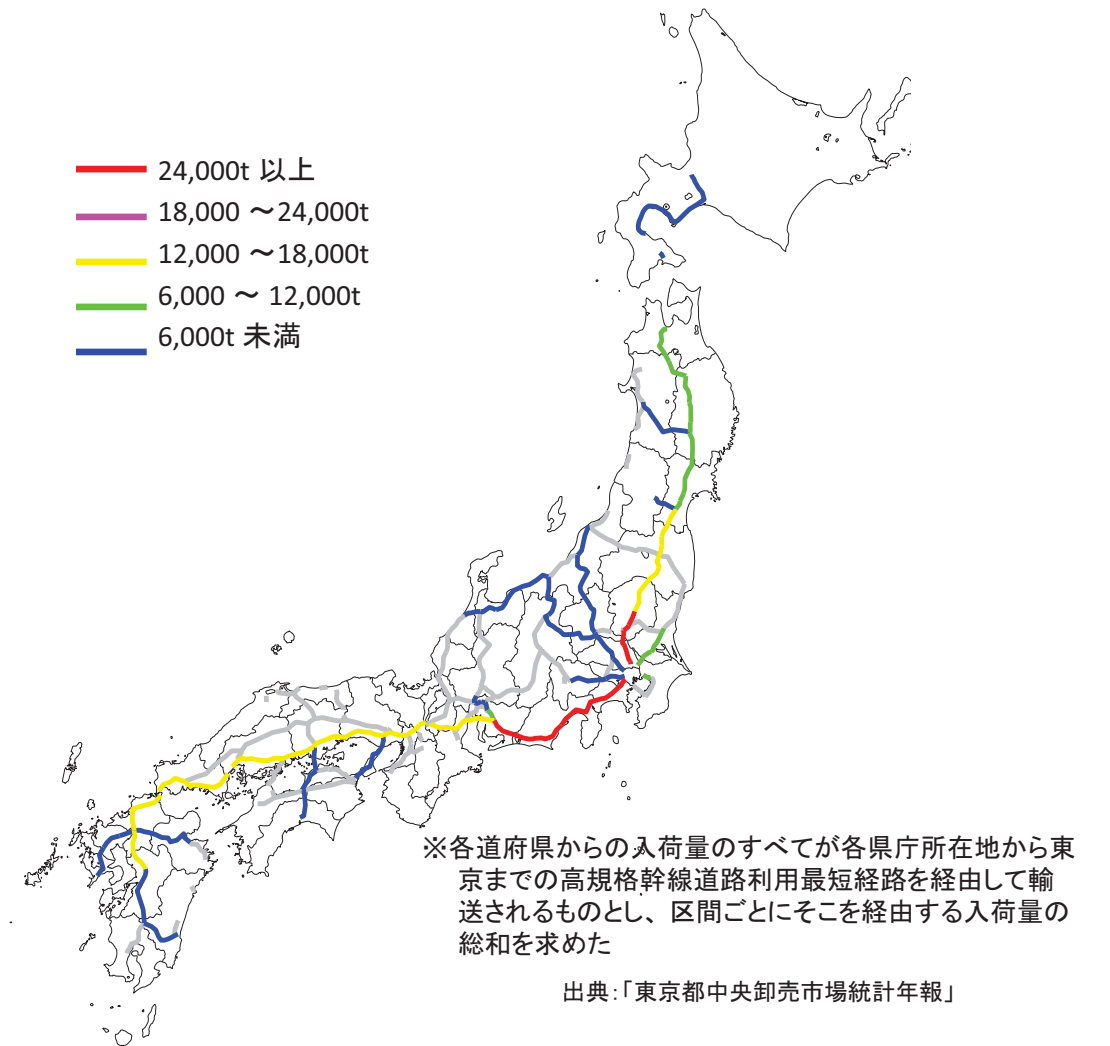 24,000t 以上
18,000 ～24,000t
12,000 ～18,000t
6,000 ～ 12,000t
6,000t 未満
※各道府県からの入荷量のすべてが各県庁所在地から東
京までの高規格幹線道路利用最短経路を経由して輸
送されるものとし、区間ごとにそこを経由する入荷量の
総和を求めた
出典：「東京都中央卸売市場統計年報」